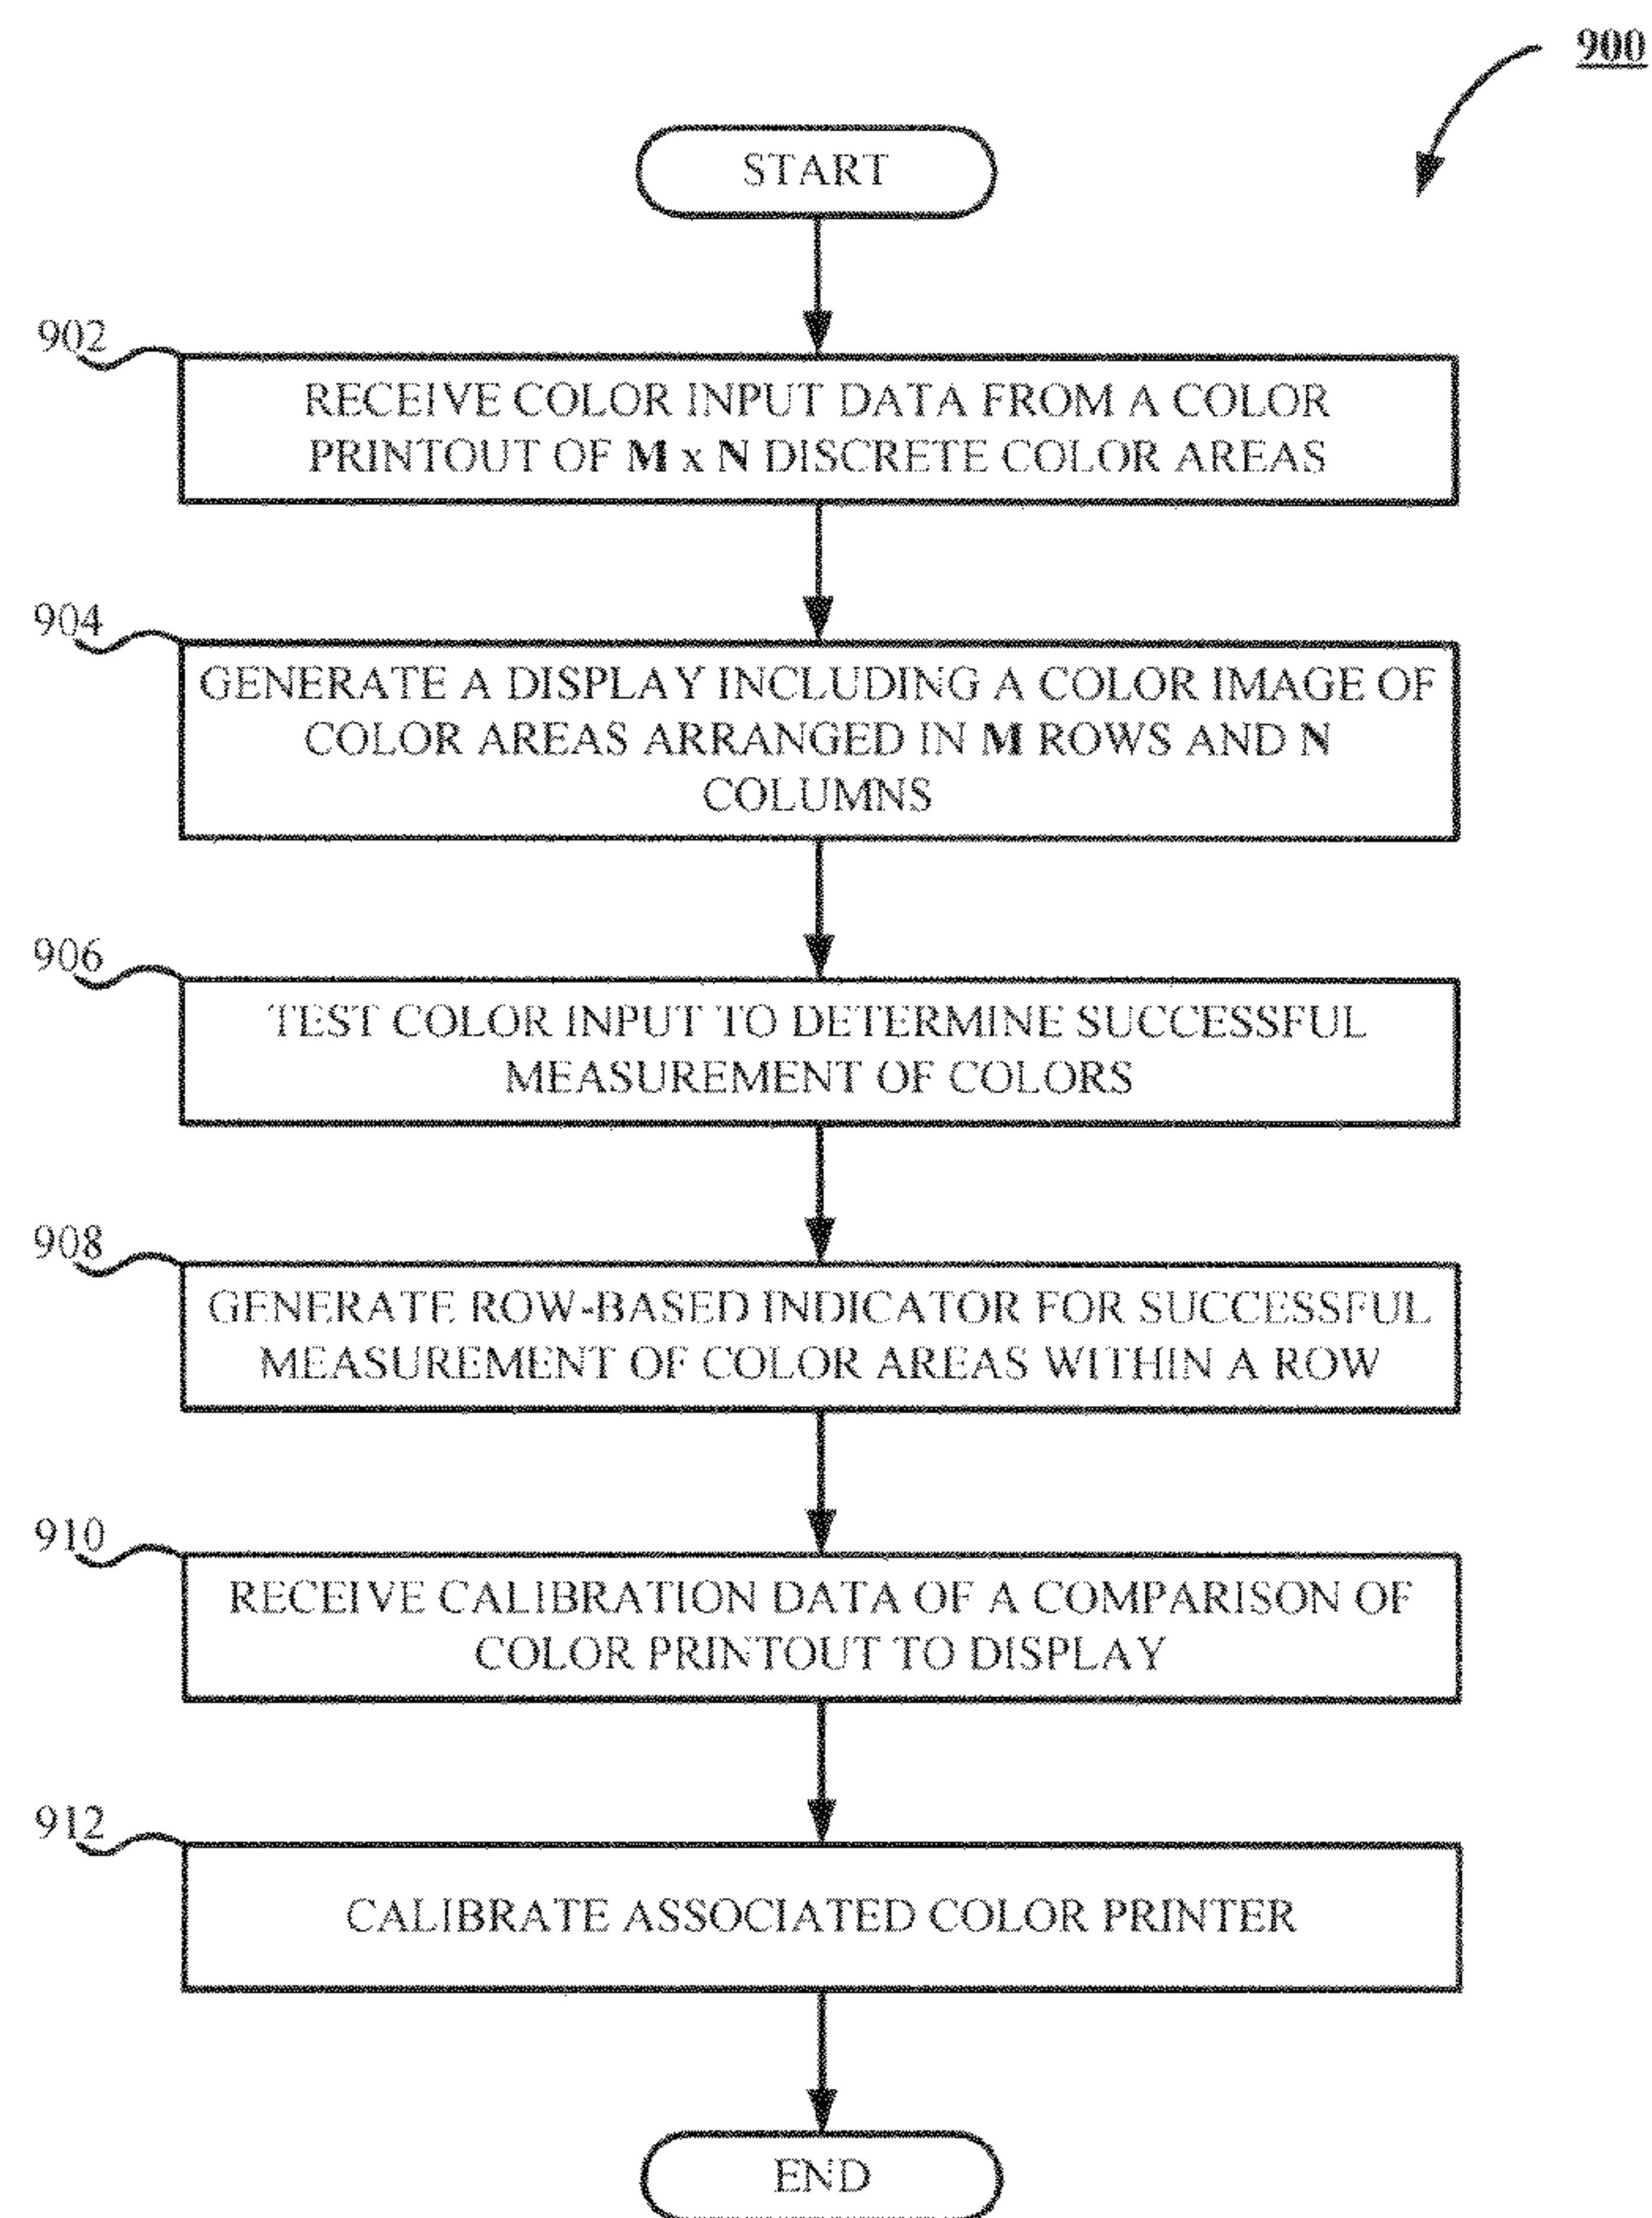 900
START
902
RECEIVE COLOR INPUT DATA FROM A COLOR
PRINTOUT OF M x N DISCRETE COLOR AREAS
904
GENERATE A DISPLAY INCLUDING A COLOR IMAGE OF
COLOR AREAS ARRANGED IN M ROWS AND N
COLUMNS
906
TEST COLOR INPUT TO DETERMINE SUCCESSFUL
MEASUREMENT OF COLORS
908
GENERATE ROW-BASED INDICATOR FOR SUCCESSFUL
MEASUREMENT OF COLOR AREAS WITHIN A ROW
910
RECEIVE CALIBRATION DATA OF A COMPARISON OF
COLOR PRINTOUT TO DISPLAY
912
CALIBRATE ASSOCIATED COLOR PRINTER
END